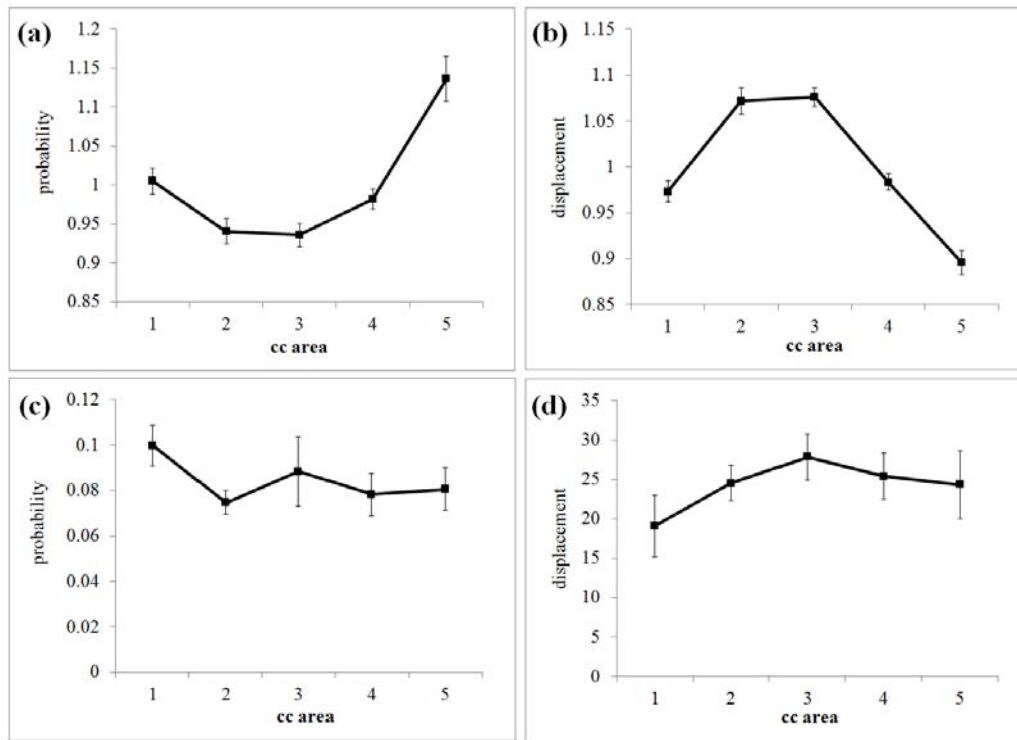 (a)
probability
1.2
1.15
1.1
1.05
1
0.95
0.9
0.85
1 2 3 4 5
cc area
(b)
displacement
1.15
1.1
1.05
1
0.95
0.9
0.85
1 2 3 4 5
cc area
(c)
probability
0.12
0.1
0.08
0.06
0.04
0.02
0
1 2 3 4 5
cc area
(d)
displacement
35
30
25
20
15
10
5
0
1 2 3 4 5
cc area